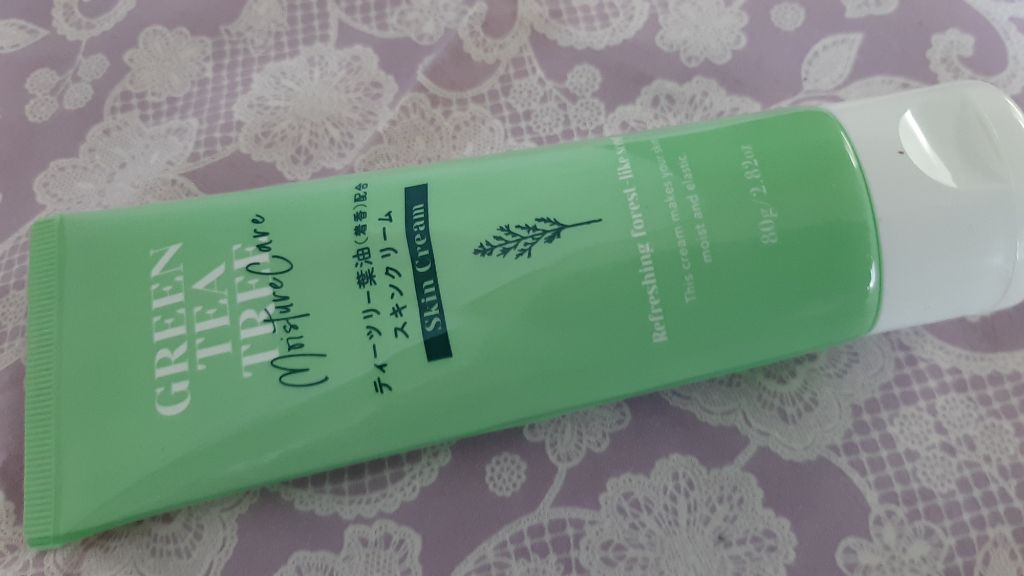 GREEN
TEA
TREE
Moisture Care
ティーツリー葉油(着香)配合
スキンクリーム
Skin Cream
Refreshing forest-like
This cream makes your
moist and elastic
80g/2.82oz